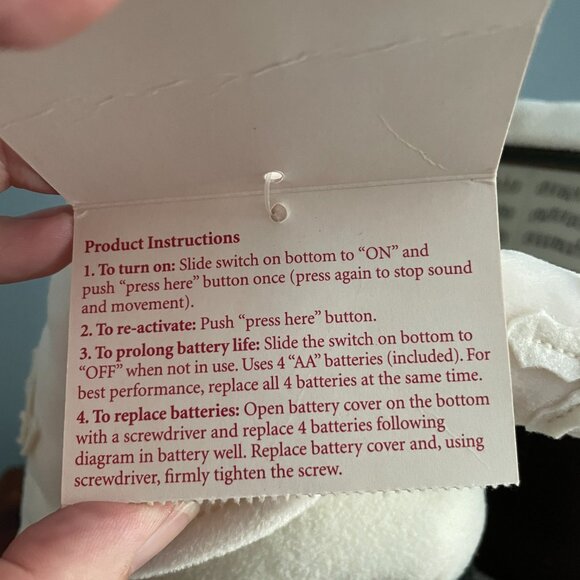 Product Instructions
1. To turn on: Slide switch on bottom to “ON” and
push “press here” button once (press again to stop sound
and movement).
2. To re-activate: Push “press here” button.
3. To prolong battery life: Slide the switch on bottom to
“OFF” when not in use. Uses 4 “AA” batteries (included). For
best performance, replace all 4 batteries at the same time.
4. To replace batteries: Open battery cover on the bottom
with a screwdriver and replace 4 batteries following
diagram in battery well. Replace battery cover and, using
screwdriver, firmly tighten the screw.